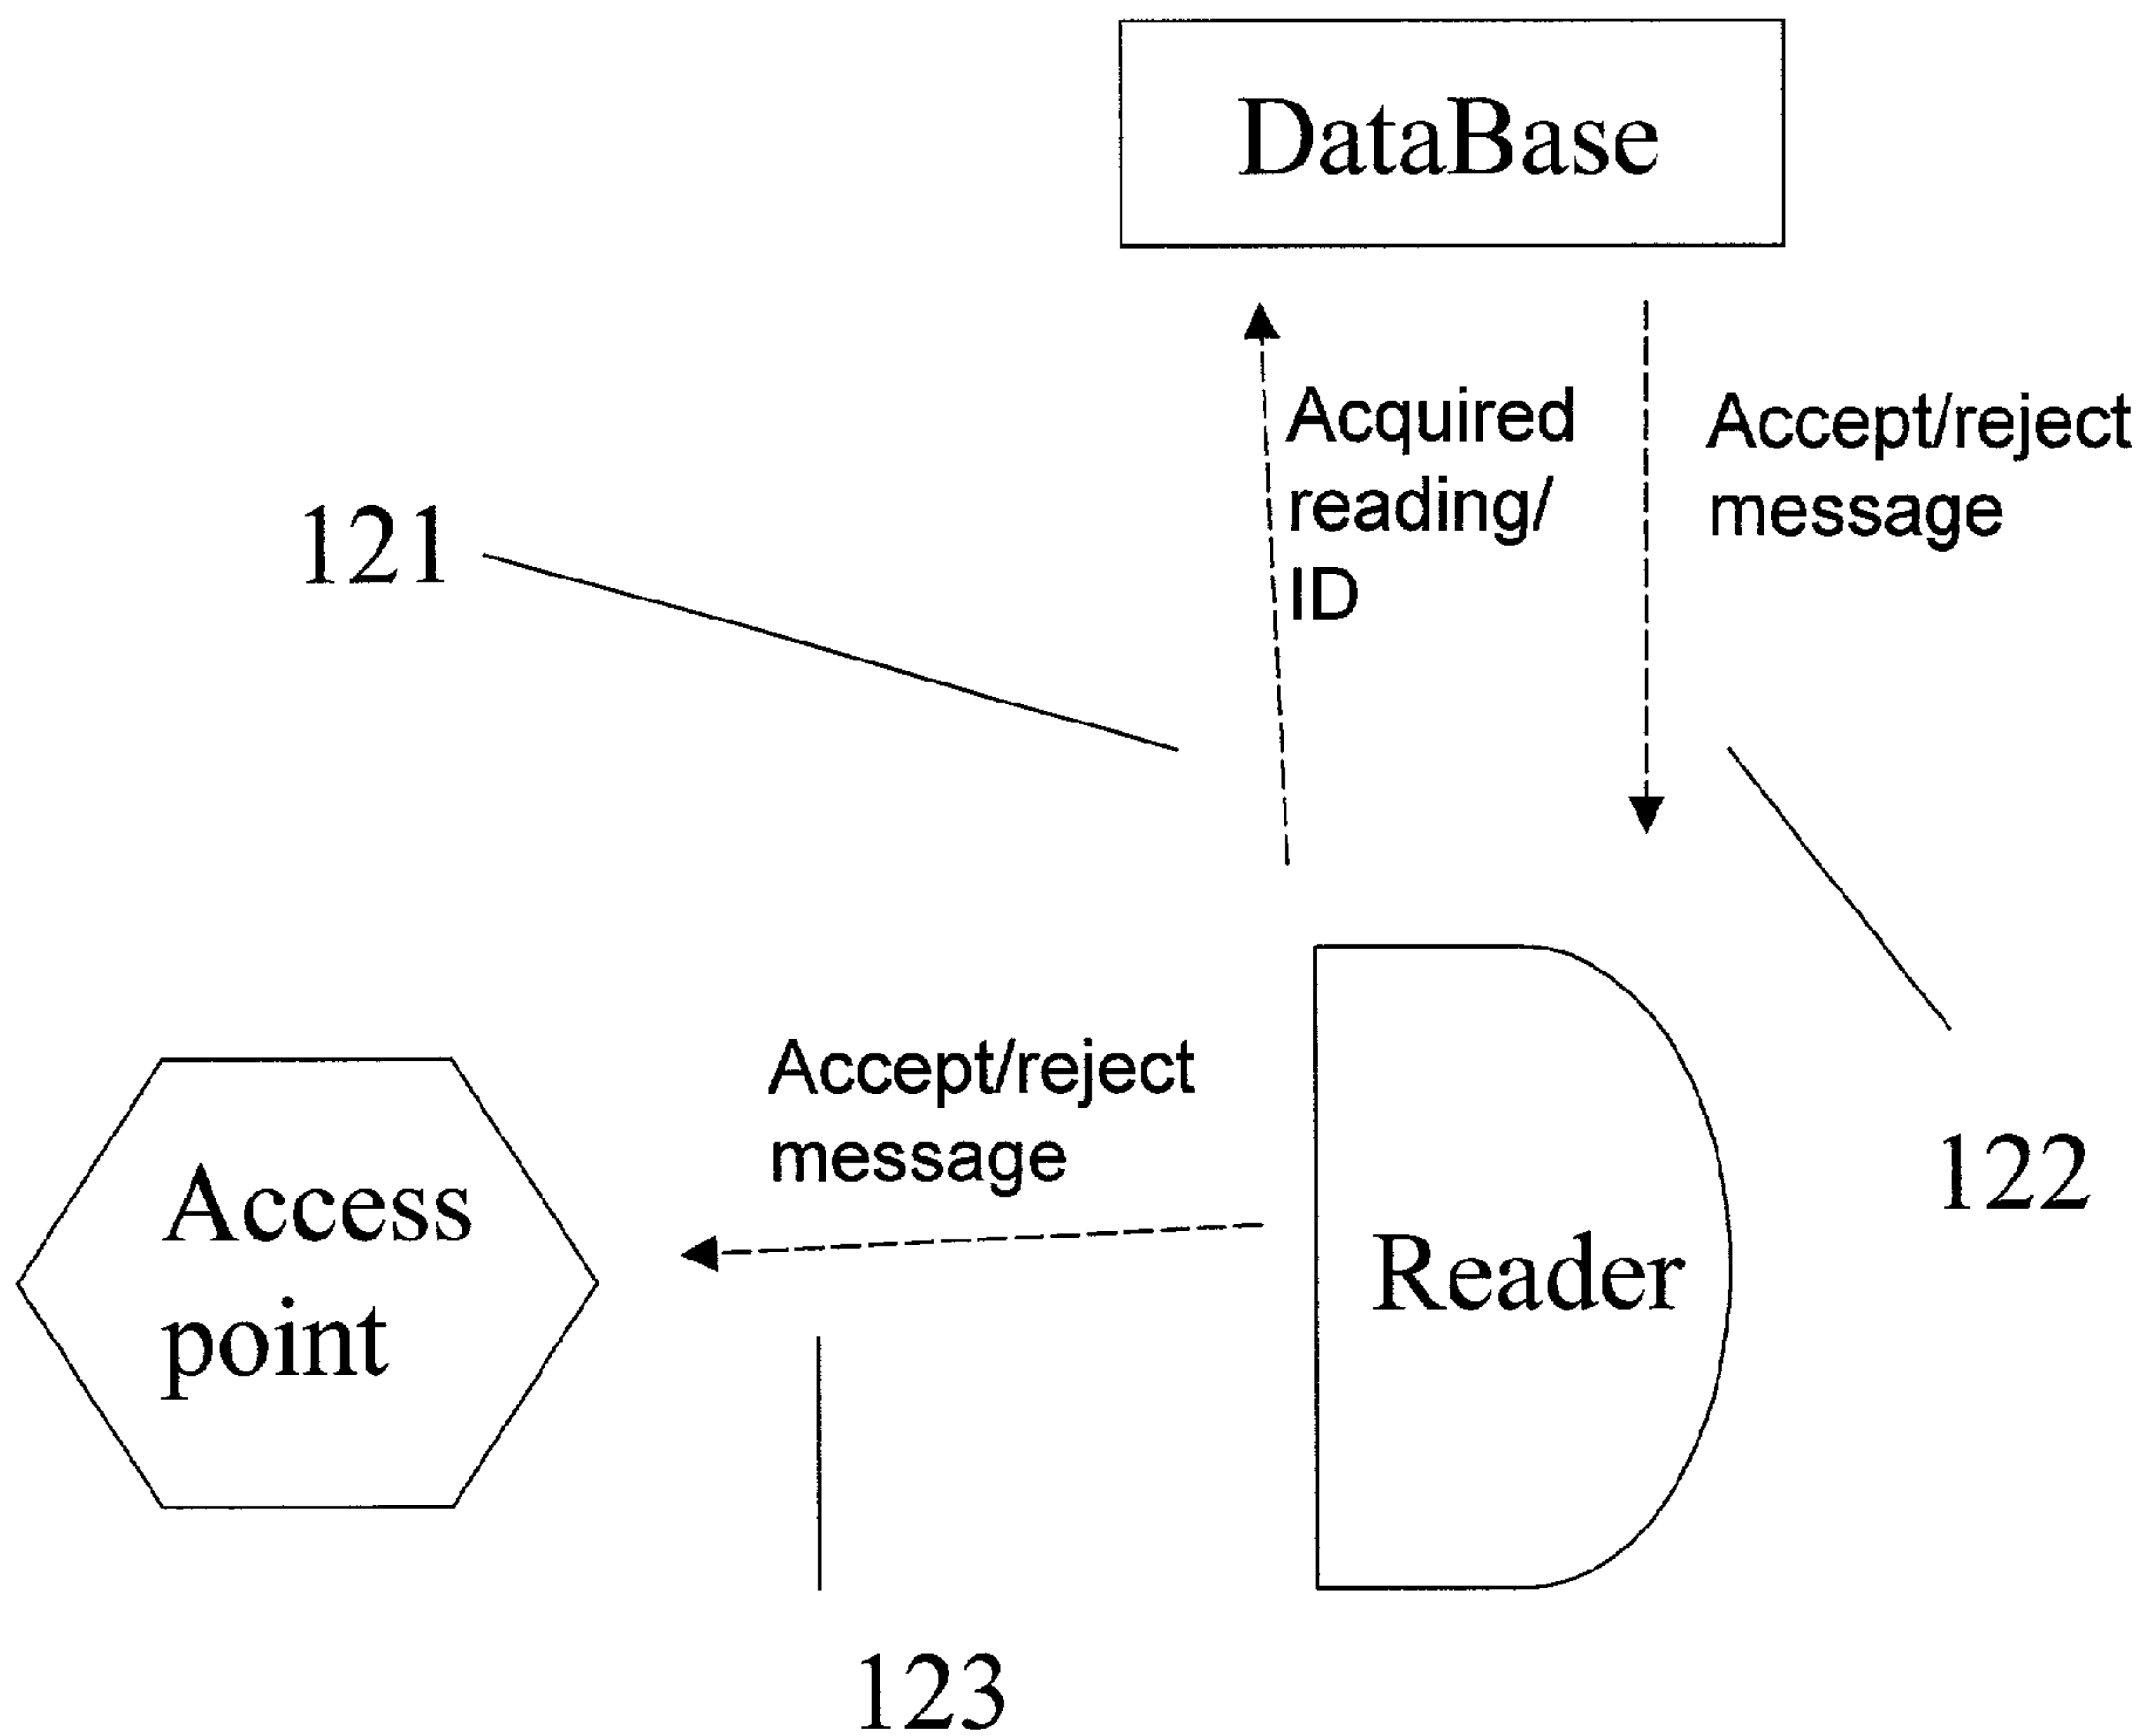 DataBase
Acquired
reading/
ID
Accept/reject
message
121
Accept/reject
message
Access
point
Reader
122
123